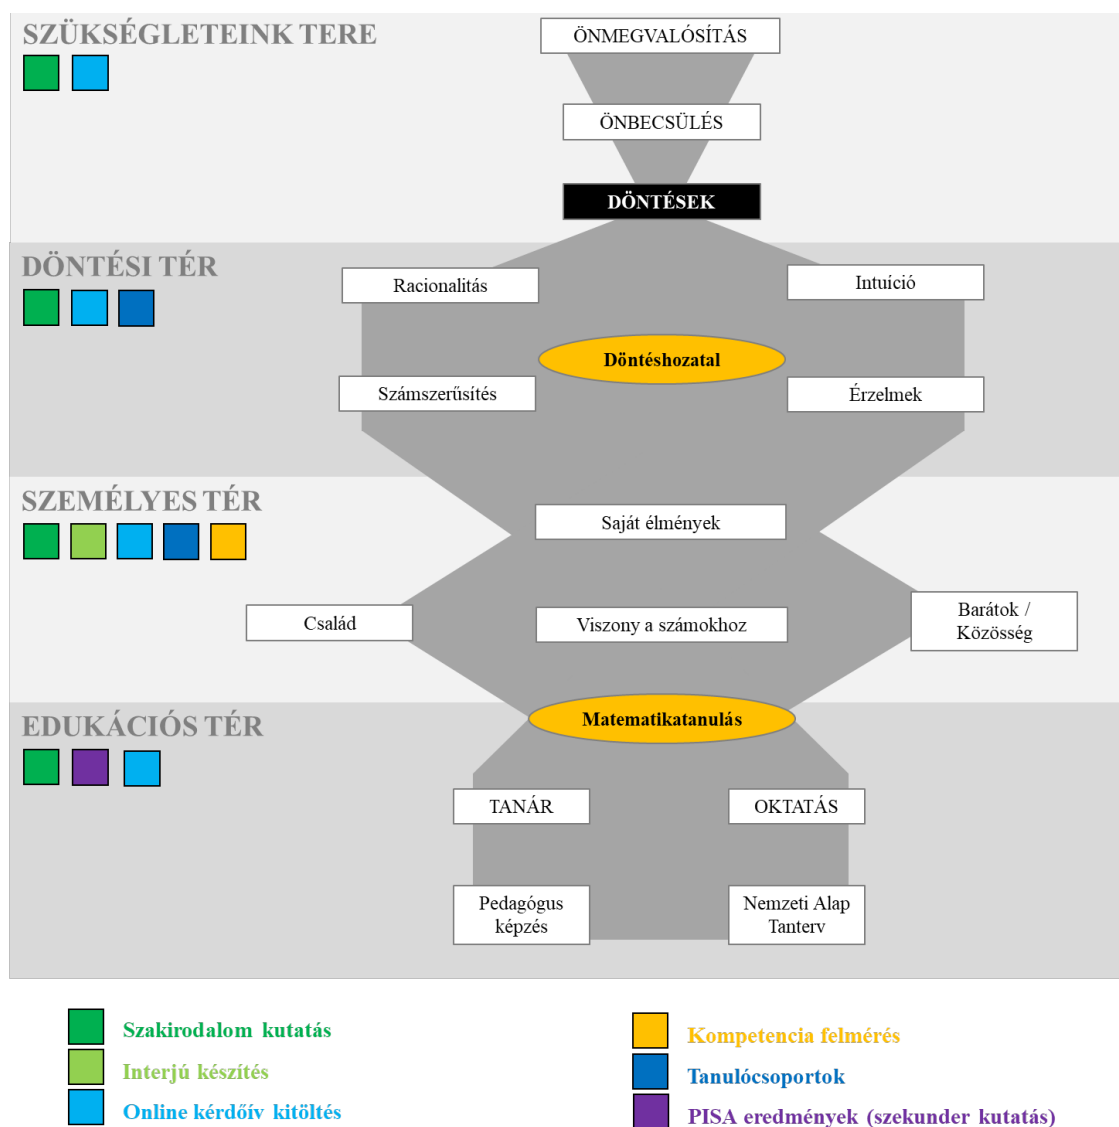 SZÜKSÉGLETEINK TERE
ÖNMEGVALÓSÍTÁS
ÖNBECSÜLÉS
DÖNTÉSEK
DÖNTÉSI TÉR
Racionalitás
Intuíció
Döntéshozatal
Számszerűsítés
Érzelmek
SZEMÉLYES TÉR
Saját élmények
Család
Viszony a számokhoz
Barátok /
Közösség
EDUKÁCIÓS TÉR
Matematikatanulás
TANÁR
OKTATÁS
Pedagógus
képzés
Nemzeti Alap
Tanterv
Szakirodalom kutatás
Interjú készítés
Online kérdőív kitöltés
Kompetencia felmérés
Tanulócsoportok
PISA eredmények (szekunder kutatás)